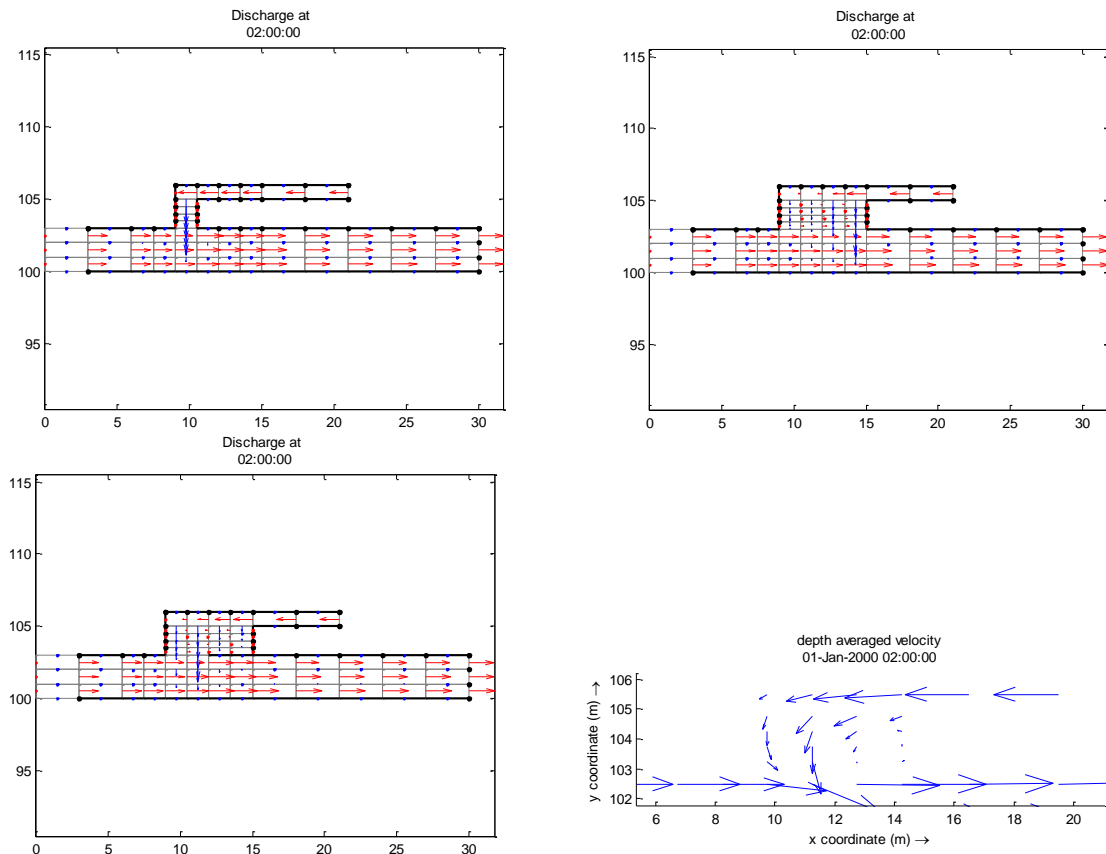 Discharge at
02:00:00
115
110
105
100
95
0 5 10 15 20 25 30
Discharge at
02:00:00
115
110
105
100
95
0 5 10 15 20 25 30
Discharge at
02:00:00
115
110
105
100
95
0 5 10 15 20 25 30
depth averaged velocity
01-Jan-2000 02:00:00
y coordinate (m) →
106
105
104
103
102
6 8 10 12 14 16 18 20
x coordinate (m) →